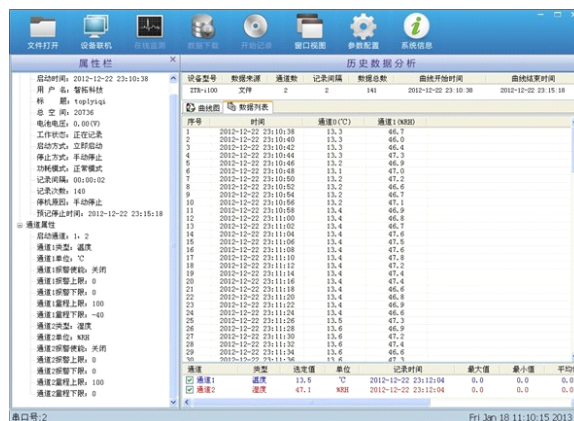 文件打开 设备联机 在线监测 数据下载 开始记录 窗口视图 参数配置 系统信息
属性栏
启动时间: 2012-12-22 23:10:38
用 户 名: 智拓科技
标 题: toplyiqi
总 空 间: 20736
电池电压: 0.00(V)
工作状态: 正在记录
启动方式: 立即启动
停止方式: 手动停止
功耗模式: 正常模式
记录间隔: 00:00:02
记录次数: 140
停机原因: 手动停止
预记停止时间: 2012-12-22 23:15:18
通道属性
启动通道: 1, 2
通道1类型: 温度
通道1单位: ℃
通道1报警使能: 关闭
通道1报警上限: 0
通道1报警下限: 0
通道1量程上限: 100
通道1量程下限: -40
通道2类型: 湿度
通道2单位: %RH
通道2报警使能: 关闭
通道2报警上限: 0
通道2报警下限: 0
通道2量程上限: 100
通道2量程下限: 0
历史数据分析
设备型号 数据来源 通道数 记录间隔 数据总数 曲线开始时间 曲线结束时间
ZTR-i100 文件 2 2 141 2012-12-22 23:10:38 2012-12-22 23:15:18
曲线图 数据列表
序号 时间 通道0(℃) 通道1(%RH)
1 2012-12-22 23:10:38 13.3 46.7
2 2012-12-22 23:10:40 13.3 46.0
3 2012-12-22 23:10:42 13.3 46.4
4 2012-12-22 23:10:44 13.3 47.3
5 2012-12-22 23:10:46 13.2 46.9
6 2012-12-22 23:10:48 13.1 47.0
7 2012-12-22 23:10:50 13.2 47.2
8 2012-12-22 23:10:52 13.2 46.6
9 2012-12-22 23:10:54 13.2 46.7
10 2012-12-22 23:10:56 13.2 47.1
11 2012-12-22 23:10:58 13.4 46.9
12 2012-12-22 23:11:00 13.4 46.8
13 2012-12-22 23:11:02 13.4 46.7
14 2012-12-22 23:11:04 13.4 47.6
15 2012-12-22 23:11:06 13.4 47.5
16 2012-12-22 23:11:08 13.4 47.6
17 2012-12-22 23:11:10 13.4 47.8
18 2012-12-22 23:11:12 13.4 47.2
19 2012-12-22 23:11:14 13.4 47.4
20 2012-12-22 23:11:16 13.4 47.4
21 2012-12-22 23:11:18 13.4 46.6
22 2012-12-22 23:11:20 13.4 46.8
23 2012-12-22 23:11:22 13.4 46.9
24 2012-12-22 23:11:24 13.4 46.6
25 2012-12-22 23:11:26 13.5 47.3
26 2012-12-22 23:11:28 13.4 46.9
27 2012-12-22 23:11:30 13.6 47.2
28 2012-12-22 23:11:32 13.6 47.4
29 2012-12-22 23:11:34 13.6 46.6
30 2012-12-22 23:11:36 13.6 47.3
通道 类型 选定值 单位 记录时间 最大值 最小值 平均
通道1 温度 13.5 ℃ 2012-12-22 23:12:04 0.0 0.0 0.0
通道2 湿度 47.1 %RH 2012-12-22 23:12:04 0.0 0.0 0.0
串口号:2 Fri Jan 18 11:10:15 2013